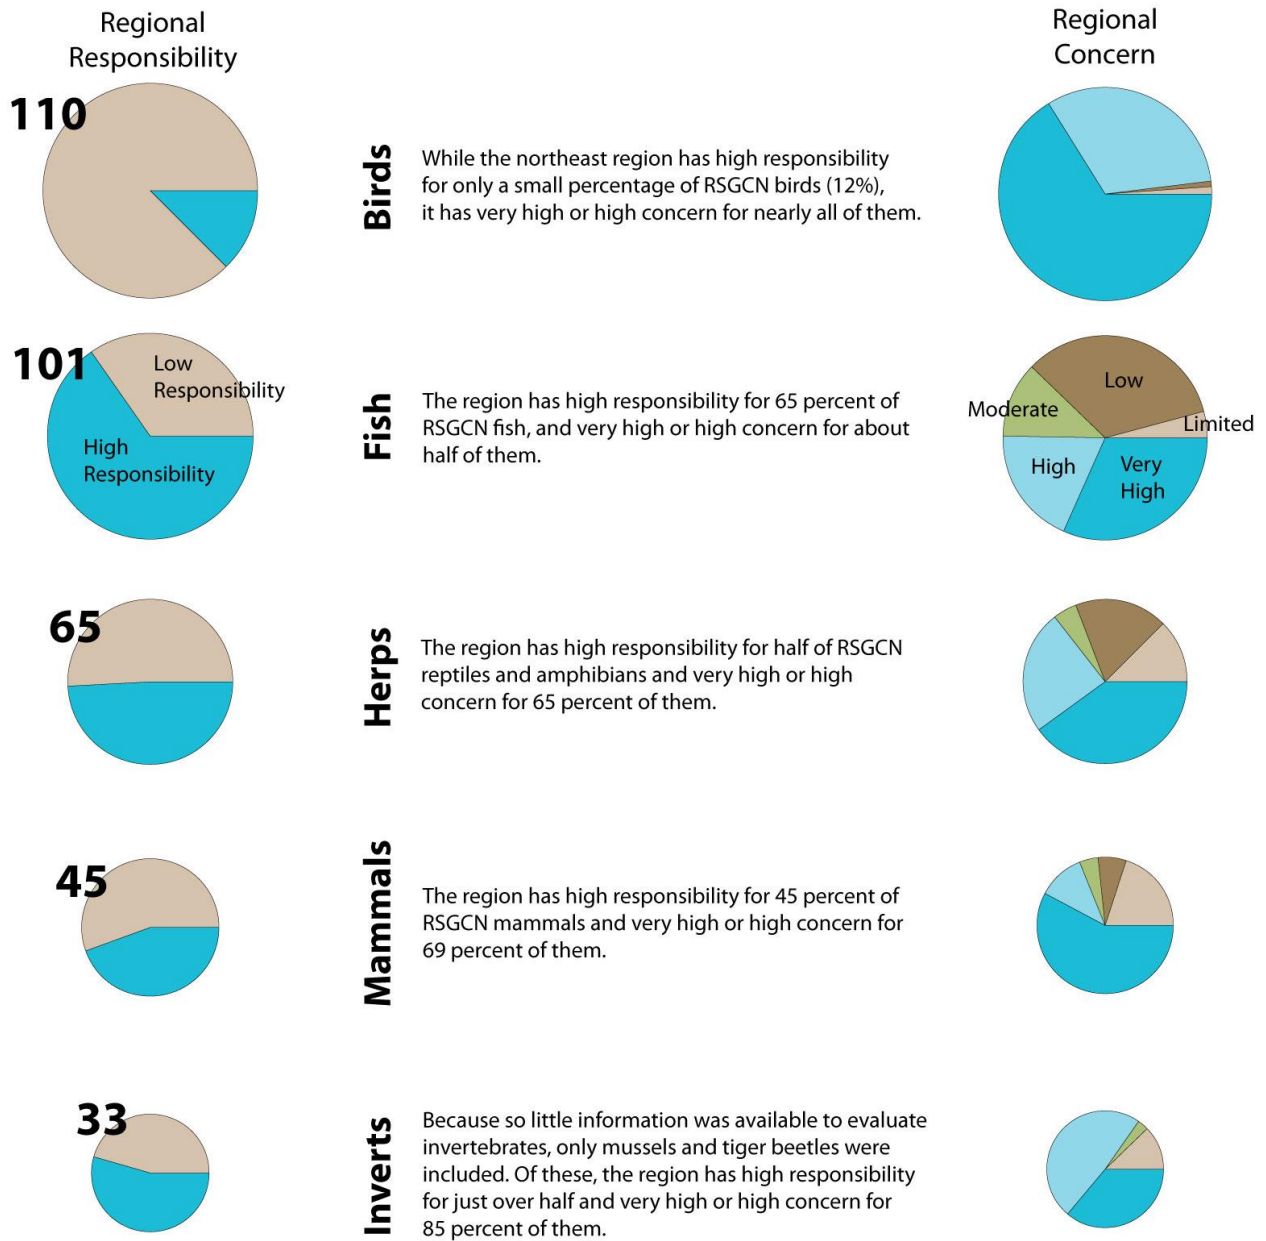 Regional
Responsibility
Regional
Concern
110
Birds
While the northeast region has high responsibility
for only a small percentage of RSGCN birds (12%),
it has very high or high concern for nearly all of them.
101
Low
Responsibility
High
Responsibility
Fish
The region has high responsibility for 65 percent of
RSGCN fish, and very high or high concern for about
half of them.
Low
Moderate
Limited
High
Very
High
65
Herps
The region has high responsibility for half of RSGCN
reptiles and amphibians and very high or high
concern for 65 percent of them.
45
Mammals
The region has high responsibility for 45 percent of
RSGCN mammals and very high or high concern for
69 percent of them.
33
Inverts
Because so little information was available to evaluate
invertebrates, only mussels and tiger beetles were
included. Of these, the region has high responsibility
for just over half and very high or high concern for
85 percent of them.